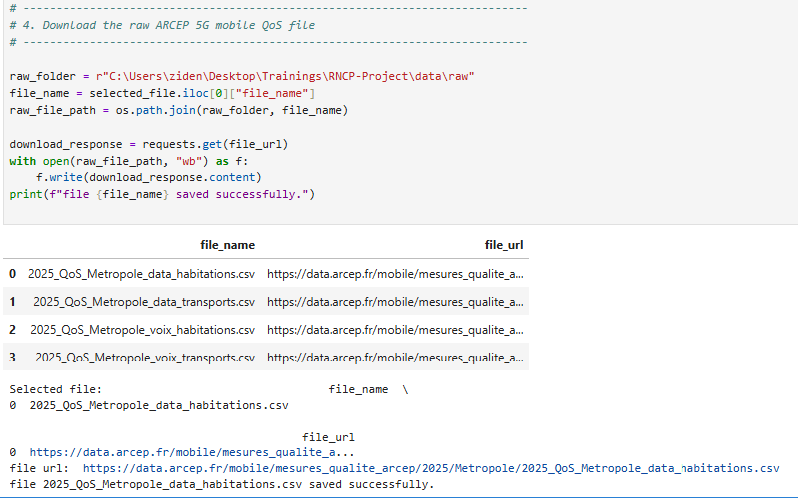 # ---------------------------------------------------------------------------
# 4. Download the raw ARCEP 5G mobile QoS file
# ---------------------------------------------------------------------------
raw_folder = r"C:\Users\ziden\Desktop\Trainings\RNCP-Project\data\raw"
file_name = selected_file.iloc[0]["file_name"]
raw_file_path = os.path.join(raw_folder, file_name)
download_response = requests.get(file_url)
with open(raw_file_path, "wb") as f:
    f.write(download_response.content)
print(f"file {file_name} saved successfully.")
file_name file_url
0 2025_QoS_Metropole_data_habitations.csv https://data.arcep.fr/mobile/mesures_qualite_a...
1 2025_QoS_Metropole_data_transports.csv https://data.arcep.fr/mobile/mesures_qualite_a...
2 2025_QoS_Metropole_voix_habitations.csv https://data.arcep.fr/mobile/mesures_qualite_a...
3 2025_QoS_Metropole_voix_transports.csv https://data.arcep.fr/mobile/mesures_qualite_a...
Selected file: file_name \
0 2025_QoS_Metropole_data_habitations.csv
file_url
0 https://data.arcep.fr/mobile/mesures_qualite_a...
file url: https://data.arcep.fr/mobile/mesures_qualite_arcep/2025/Metropole/2025_QoS_Metropole_data_habitations.csv
file 2025_QoS_Metropole_data_habitations.csv saved successfully.